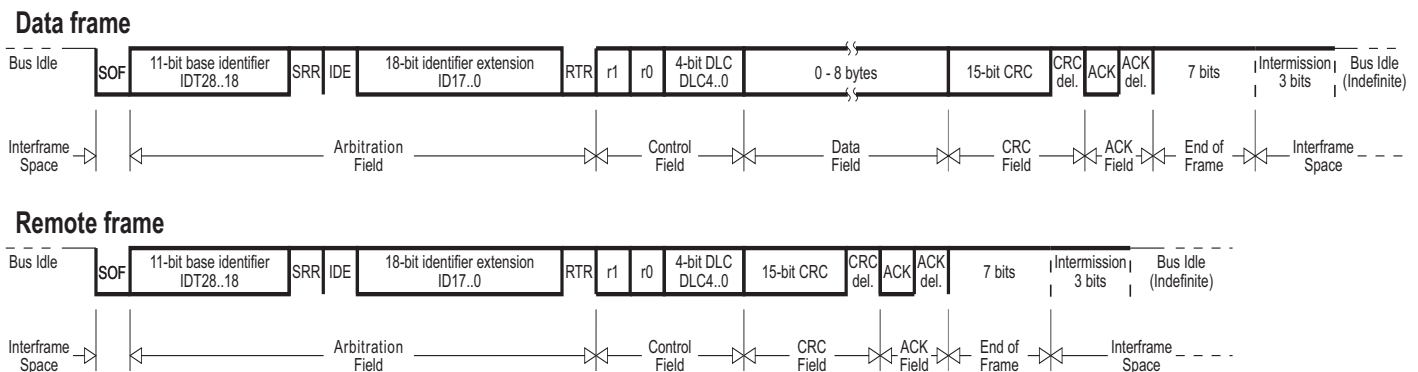 Data frame
Bus Idle SOF 11-bit base identifier SRR IDE 18-bit identifier extension RTR r1 r0 4-bit DLC 0 - 8 bytes 15-bit CRC CRC ACK ACK 7 bits Intermission Bus Idle
IDT28..18 ID17..0 DLC4..0 del. del. 3 bits (Indefinite)
Interframe Arbitration Control Data CRC ACK End of Interframe
Space Field Field Field Field Field Frame Space
Remote frame
Bus Idle SOF 11-bit base identifier SRR IDE 18-bit identifier extension RTR r1 r0 4-bit DLC 15-bit CRC CRC ACK ACK 7 bits Intermission Bus Idle
IDT28..18 ID17..0 DLC4..0 del. del. 3 bits (Indefinite)
Interframe Arbitration Control CRC ACK End of Interframe
Space Field Field Field Field Frame Space